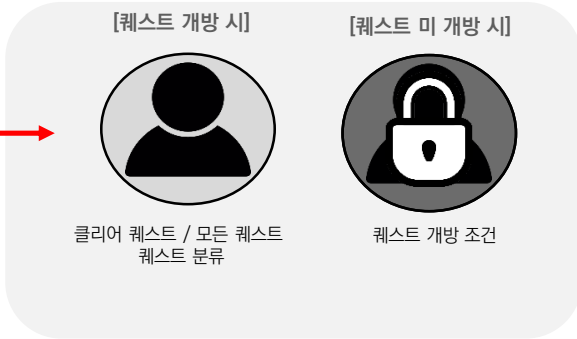 [퀘스트 개방 시]
[퀘스트 미 개방 시]
클리어 퀘스트 / 모든 퀘스트
퀘스트 분류
퀘스트 개방 조건